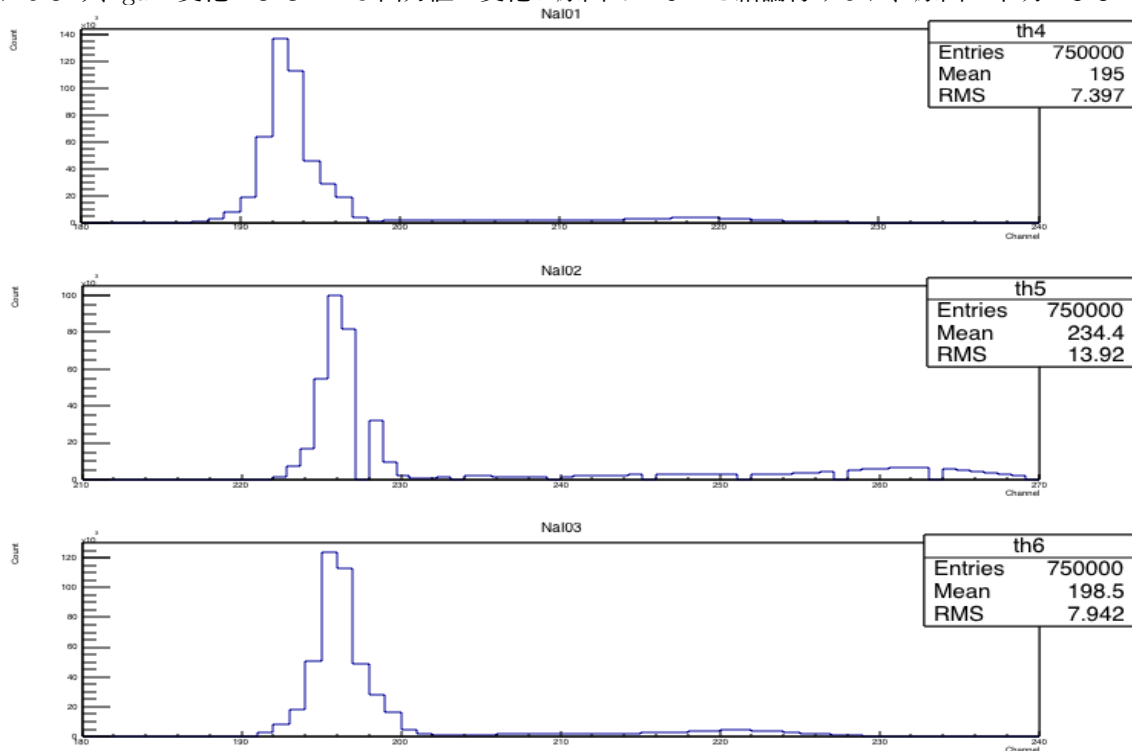 NaI01
Count
×10³
140
120
100
80
60
40
20
0
180 190 200 210 220 230 240
Channel
th4
Entries 750000
Mean 195
RMS 7.397
NaI02
Count
×10³
100
80
60
40
20
0
210 220 230 240 250 260 270
Channel
th5
Entries 750000
Mean 234.4
RMS 13.92
NaI03
Count
×10³
120
100
80
60
40
20
0
180 190 200 210 220 230 240
Channel
th6
Entries 750000
Mean 198.5
RMS 7.942